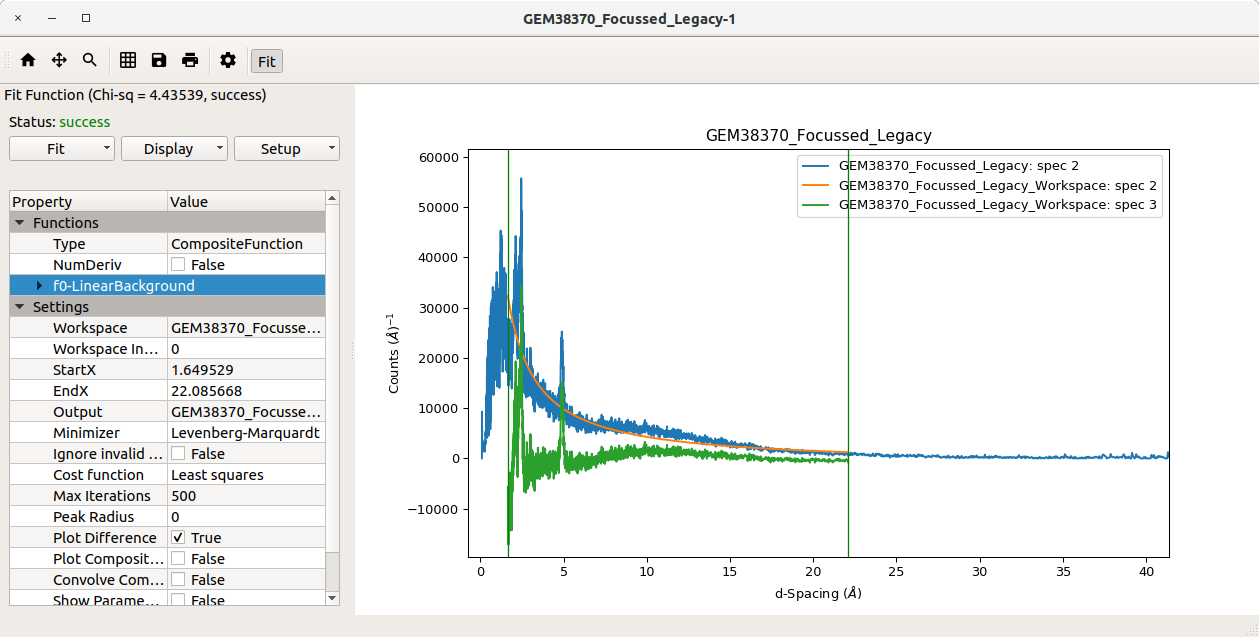 GEM38370_Focussed_Legacy-1
Fit
Fit Function (Chi-sq = 4.43539, success)
Status: success
Fit Display Setup
Property Value
Functions
Type CompositeFunction
NumDeriv False
f0-LinearBackground
Settings
Workspace GEM38370_Focusse...
Workspace In... 0
StartX 1.649529
EndX 22.085668
Output GEM38370_Focusse...
Minimizer Levenberg-Marquardt
Ignore invalid ... False
Cost function Least squares
Max Iterations 500
Peak Radius 0
Plot Difference True
Plot Composit... False
Convolve Com... False
Show Parame... False
GEM38370_Focussed_Legacy
GEM38370_Focussed_Legacy: spec 2
GEM38370_Focussed_Legacy_Workspace: spec 2
GEM38370_Focussed_Legacy_Workspace: spec 3
60000
50000
40000
30000
20000
10000
0
−10000
Counts (Å)⁻¹
0 5 10 15 20 25 30 35 40
d-Spacing (Å)